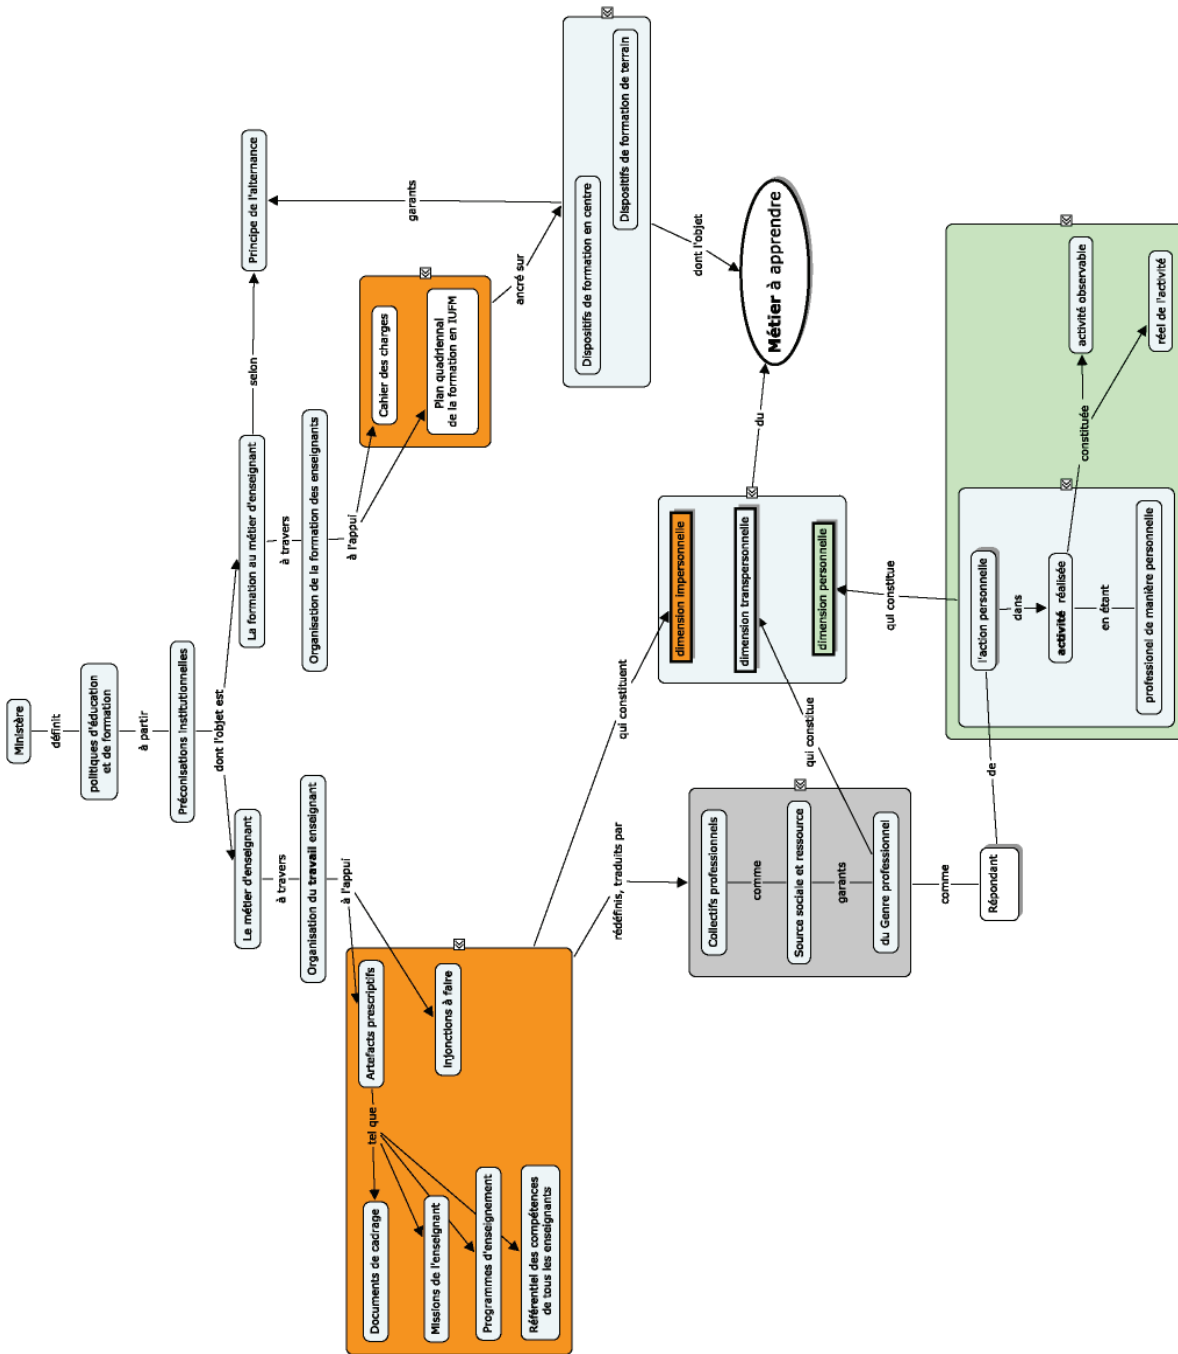 Ministère
définit
politiques d'éducation
et de formation
à partir
Préconisations Institutionnelles
dont l'objet est
Le métier d'enseignant
à travers
Organisation du travail enseignant
à l'appui
Artefacts prescriptifs
Injonctions à faire
tel que
Documents de cadrage
Missions de l'enseignant
Programmes d'enseignement
Référentiel des compétences
de tous les enseignants
La formation au métier d'enseignant
selon
Principe de l'alternance
à travers
Organisation de la formation des enseignants
à l'appui
Cahier des charges
Plan quadriennal
de la formation en IUFM
ancré sur
garants
Dispositifs de formation en centre
Dispositifs de formation de terrain
dont l'objet
Métier à apprendre
du
dimension impersonnelle
dimension transpersonnelle
dimension personnelle
qui constituent
rédéfinis, traduits par
qui constitue
qui constitue
Collectifs professionnels
comme
Source sociale et ressource
garants
du Genre professionnel
comme
Répondant
de
l'action personnelle
dans
activité réalisée
en étant
professionel de manière personnelle
constituée
activité observable
réel de l'activité